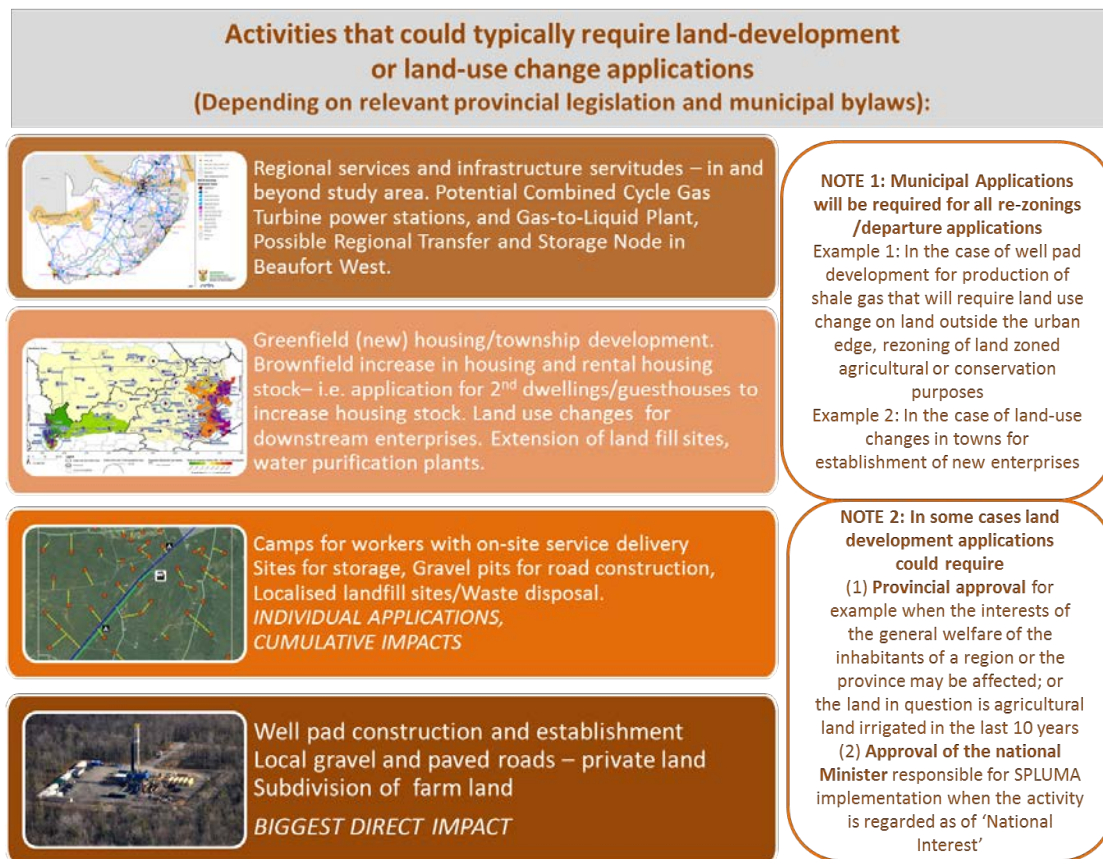 Activities that could typically require land-development
or land-use change applications
(Depending on relevant provincial legislation and municipal bylaws):
Regional services and infrastructure servitudes – in and
beyond study area. Potential Combined Cycle Gas
Turbine power stations, and Gas-to-Liquid Plant,
Possible Regional Transfer and Storage Node in
Beaufort West.
Greenfield (new) housing/township development.
Brownfield increase in housing and rental housing
stock– i.e. application for 2nd dwellings/guesthouses to
increase housing stock. Land use changes for
downstream enterprises. Extension of land fill sites,
water purification plants.
Camps for workers with on-site service delivery
Sites for storage, Gravel pits for road construction,
Localised landfill sites/Waste disposal.
INDIVIDUAL APPLICATIONS,
CUMULATIVE IMPACTS
Well pad construction and establishment
Local gravel and paved roads – private land
Subdivision of farm land
BIGGEST DIRECT IMPACT
NOTE 1: Municipal Applications
will be required for all re-zonings
/departure applications
Example 1: In the case of well pad
development for production of
shale gas that will require land use
change on land outside the urban
edge, rezoning of land zoned
agricultural or conservation
purposes
Example 2: In the case of land-use
changes in towns for
establishment of new enterprises
NOTE 2: In some cases land
development applications
could require
(1) Provincial approval for
example when the interests of
the general welfare of the
inhabitants of a region or the
province may be affected; or
the land in question is agricultural
land irrigated in the last 10 years
(2) Approval of the national
Minister responsible for SPLUMA
implementation when the activity
is regarded as of ‘National
Interest’